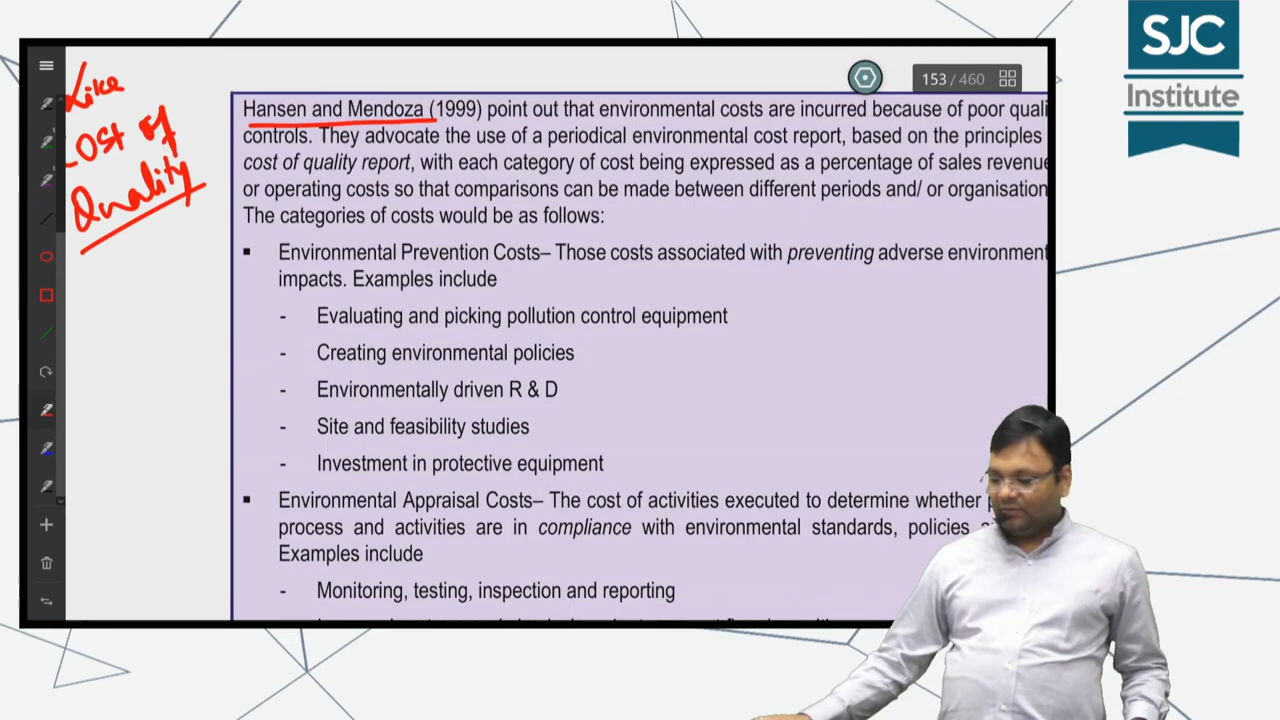 SJC
Institute
153 / 460
Like
Cost of
Quality
Hansen and Mendoza (1999) point out that environmental costs are incurred because of poor quali
controls. They advocate the use of a periodical environmental cost report, based on the principles
cost of quality report, with each category of cost being expressed as a percentage of sales revenue
or operating costs so that comparisons can be made between different periods and/ or organisation
The categories of costs would be as follows:
▪ Environmental Prevention Costs– Those costs associated with preventing adverse environment
impacts. Examples include
- Evaluating and picking pollution control equipment
- Creating environmental policies
- Environmentally driven R & D
- Site and feasibility studies
- Investment in protective equipment
▪ Environmental Appraisal Costs– The cost of activities executed to determine whether
process and activities are in compliance with environmental standards, policies
Examples include
- Monitoring, testing, inspection and reporting